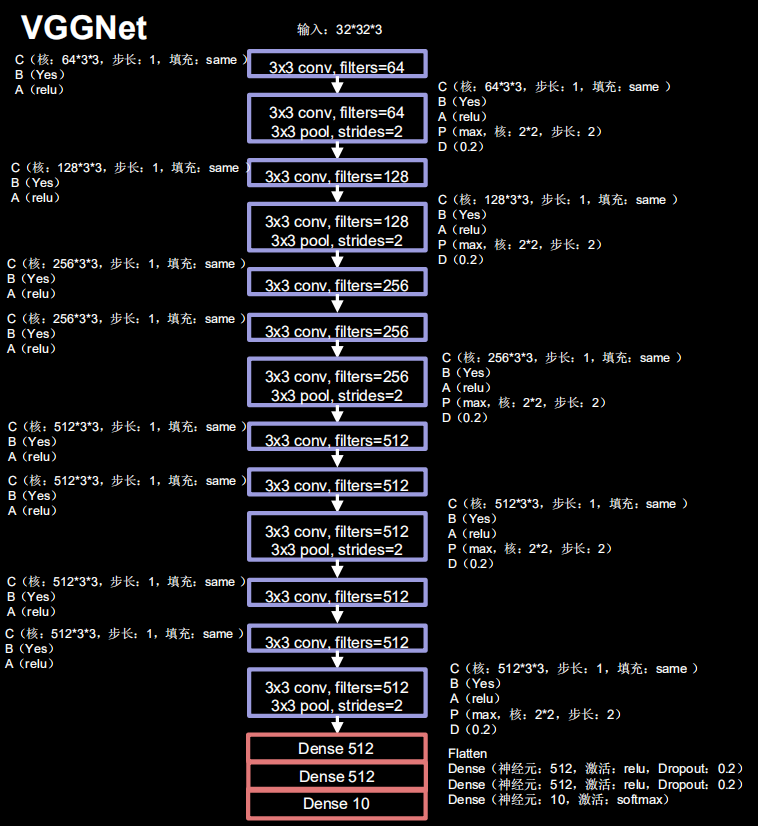 VGGNet
输入：32*32*3
C（核：64*3*3，步长：1，填充：same ）
B（Yes）
A（relu）
3x3 conv, filters=64
3x3 conv, filters=64
3x3 pool, strides=2
C（核：64*3*3，步长：1，填充：same ）
B（Yes）
A（relu）
P（max，核：2*2，步长：2）
D（0.2）
C（核：128*3*3，步长：1，填充：same ）
B（Yes）
A（relu）
3x3 conv, filters=128
3x3 conv, filters=128
3x3 pool, strides=2
C（核：128*3*3，步长：1，填充：same ）
B（Yes）
A（relu）
P（max，核：2*2，步长：2）
D（0.2）
C（核：256*3*3，步长：1，填充：same ）
B（Yes）
A（relu）
3x3 conv, filters=256
C（核：256*3*3，步长：1，填充：same ）
B（Yes）
A（relu）
3x3 conv, filters=256
3x3 conv, filters=256
3x3 pool, strides=2
C（核：256*3*3，步长：1，填充：same ）
B（Yes）
A（relu）
P（max，核：2*2，步长：2）
D（0.2）
C（核：512*3*3，步长：1，填充：same ）
B（Yes）
A（relu）
3x3 conv, filters=512
C（核：512*3*3，步长：1，填充：same ）
B（Yes）
A（relu）
3x3 conv, filters=512
3x3 conv, filters=512
3x3 pool, strides=2
C（核：512*3*3，步长：1，填充：same ）
B（Yes）
A（relu）
P（max，核：2*2，步长：2）
D（0.2）
C（核：512*3*3，步长：1，填充：same ）
B（Yes）
A（relu）
3x3 conv, filters=512
C（核：512*3*3，步长：1，填充：same ）
B（Yes）
A（relu）
3x3 conv, filters=512
3x3 conv, filters=512
3x3 pool, strides=2
C（核：512*3*3，步长：1，填充：same ）
B（Yes）
A（relu）
P（max，核：2*2，步长：2）
D（0.2）
Dense 512
Dense 512
Dense 10
Flatten
Dense（神经元：512，激活：relu，Dropout：0.2）
Dense（神经元：512，激活：relu，Dropout：0.2）
Dense（神经元：10，激活：softmax）